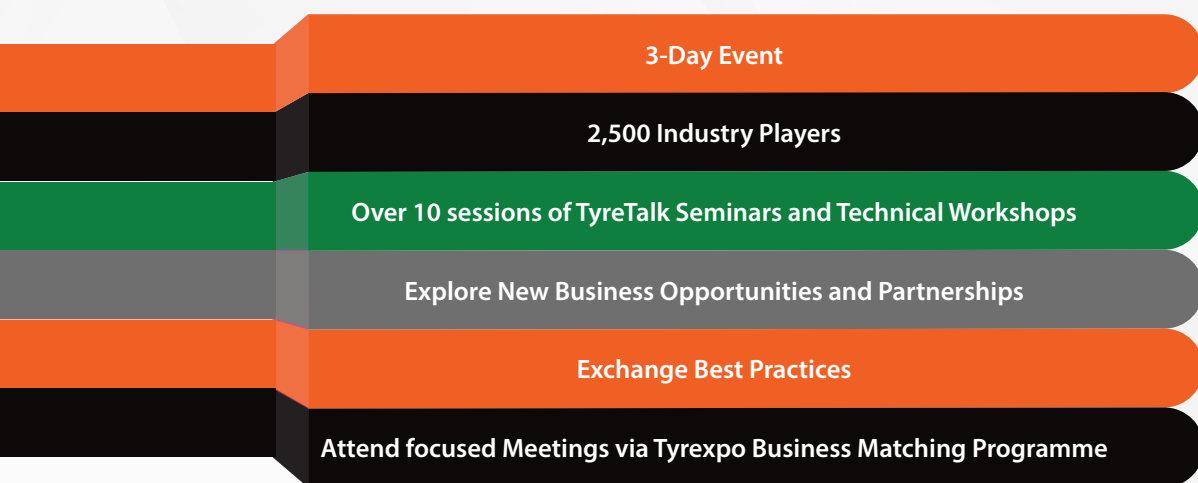 3-Day Event
2,500 Industry Players
Over 10 sessions of TyreTalk Seminars and Technical Workshops
Explore New Business Opportunities and Partnerships
Exchange Best Practices
Attend focused Meetings via Tyrexpo Business Matching Programme